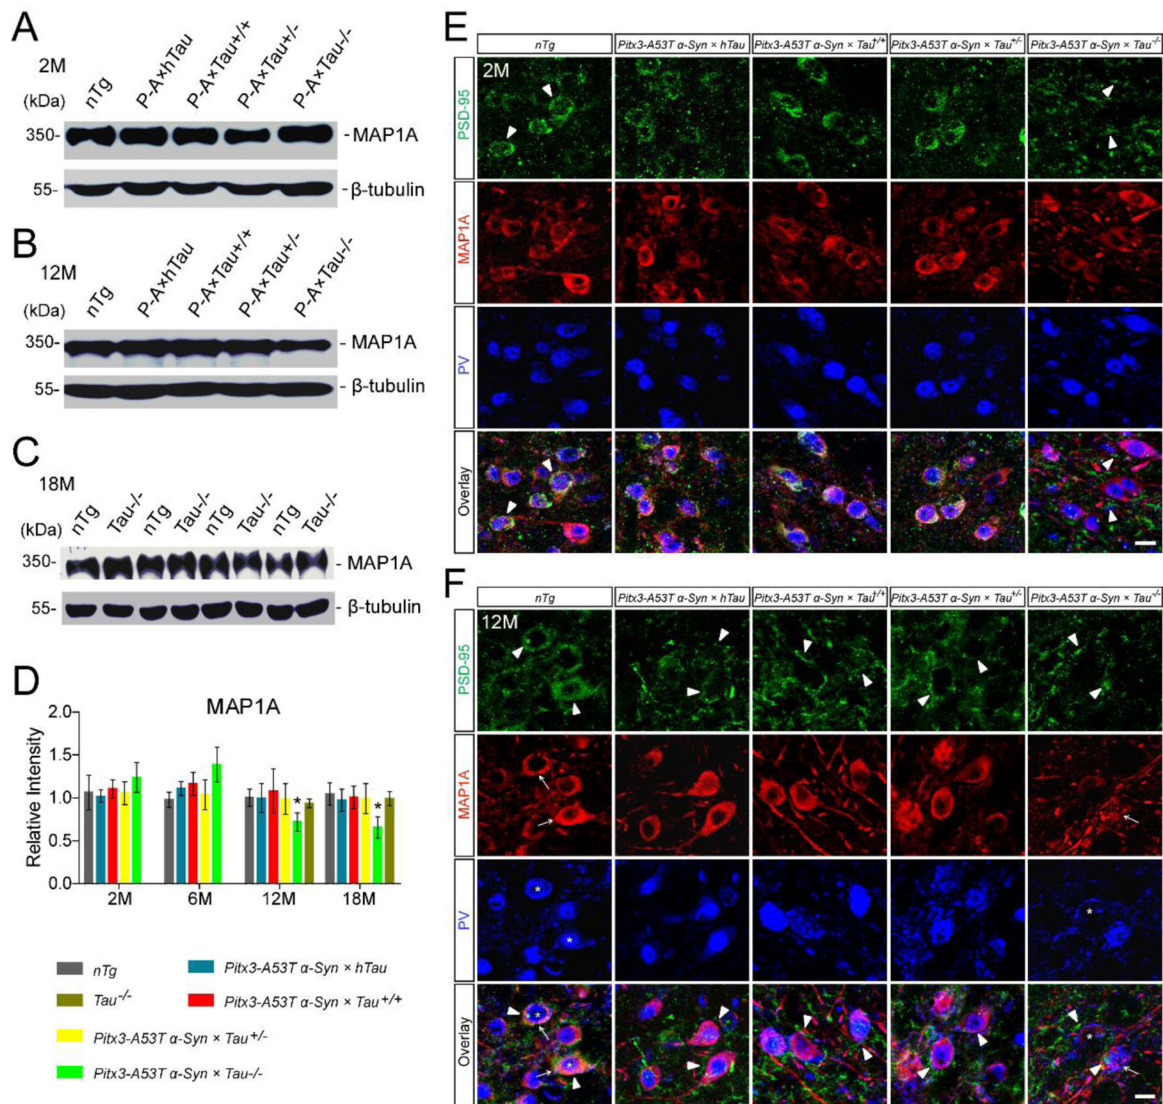 A
2M
(kDa)
nTg
P-A×hTau
P-A×Tau+/+
P-A×Tau+/-
P-A×Tau-/-
350-
- MAP1A
55-
- β-tubulin
B
12M
(kDa)
nTg
P-A×hTau
P-A×Tau+/+
P-A×Tau+/-
P-A×Tau-/-
350-
- MAP1A
55-
- β-tubulin
C
18M
(kDa)
nTg
Tau-/-
nTg
Tau-/-
nTg
Tau-/-
nTg
Tau-/-
350-
- MAP1A
55-
- β-tubulin
D
MAP1A
Relative Intensity
2.0
1.5
1.0
0.5
0.0
*
*
2M
6M
12M
18M
nTg
Pitx3-A53T α-Syn × hTau
Tau-/-
Pitx3-A53T α-Syn × Tau+/+
Pitx3-A53T α-Syn × Tau+/-
Pitx3-A53T α-Syn × Tau-/-
E
nTg
Pitx3-A53T α-Syn × hTau
Pitx3-A53T α-Syn × Tau+/+
Pitx3-A53T α-Syn × Tau+/-
Pitx3-A53T α-Syn × Tau-/-
2M
PSD-95
MAP1A
PV
Overlay
F
nTg
Pitx3-A53T α-Syn × hTau
Pitx3-A53T α-Syn × Tau+/+
Pitx3-A53T α-Syn × Tau+/-
Pitx3-A53T α-Syn × Tau-/-
12M
PSD-95
MAP1A
PV
*
*
*
Overlay
*
*
*